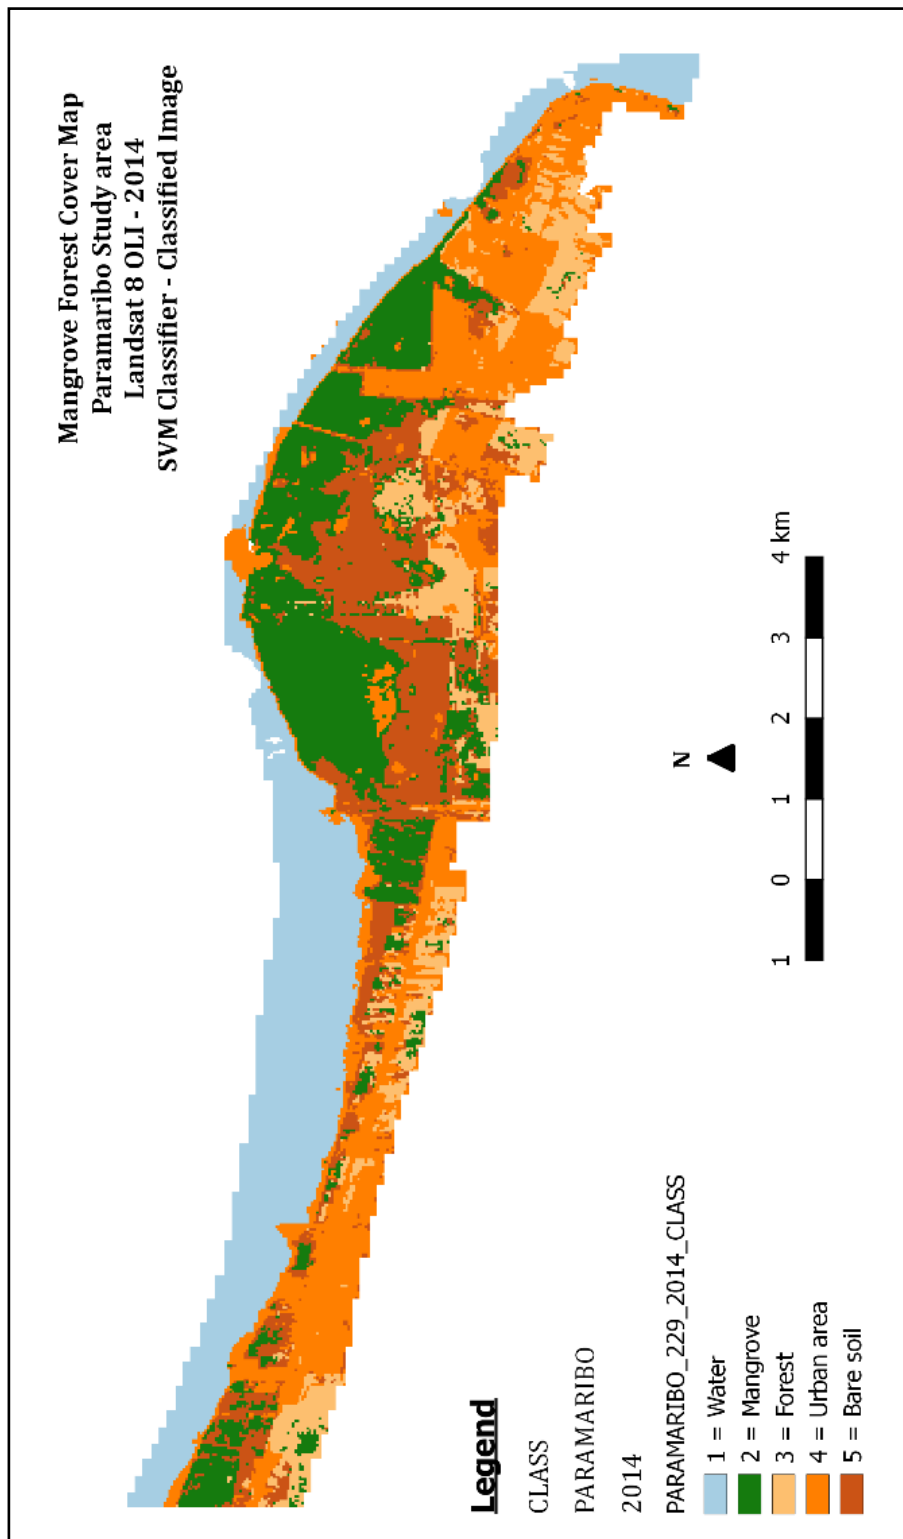 Mangrove Forest Cover Map
Paramaribo Study area
Landsat 8 OLI - 2014
SVM Classifier - Classified Image
Legend
CLASS
PARAMARIBO
2014
PARAMARIBO_229_2014_CLASS
1 = Water
2 = Mangrove
3 = Forest
4 = Urban area
5 = Bare soil
N
1 0 1 2 3 4 km